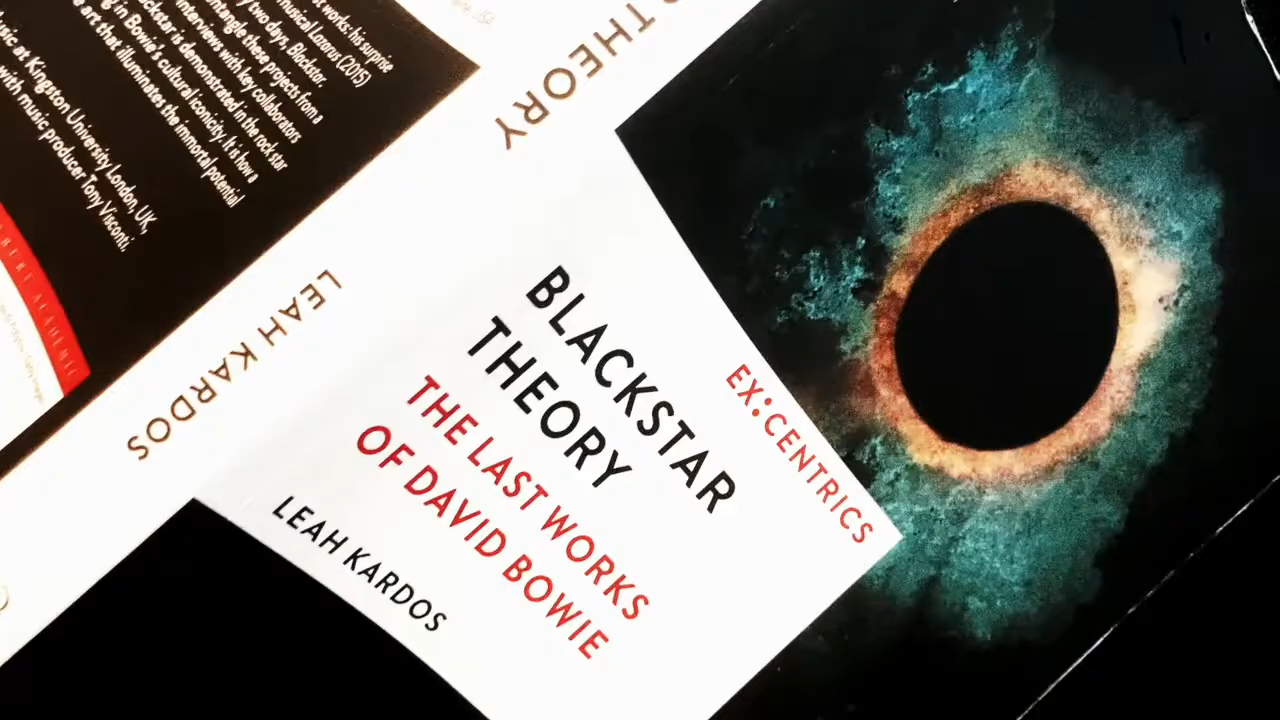 t works: his surprise
two days, Blackstar,
musical Lazarus (2015)
ntangle these projects from a
interviews with key collaborators
ckstar is demonstrated in the rock star
g in Bowie's cultural iconicity. It is how a
e art that illuminates the immortal potential
usic at Kingston University London, UK,
with music producer Tony Visconti.
ACADEMIC
THEORY
LEAH KARDOS
BLACKSTAR
THEORY
THE LAST WORKS
OF DAVID BOWIE
LEAH KARDOS
EX:CENTRICS